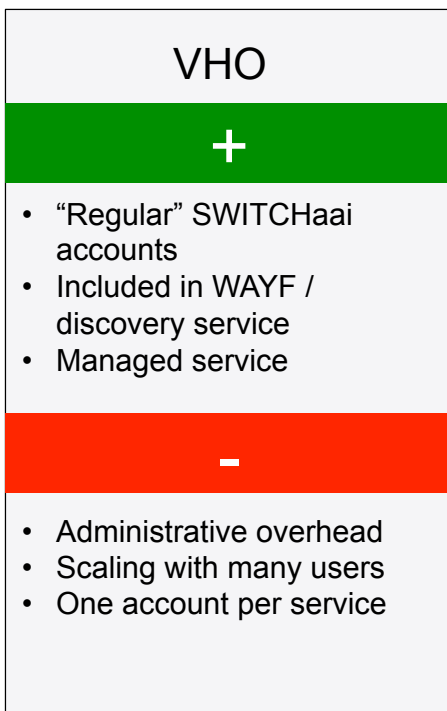 VHO
+
• “Regular” SWITCHaai
accounts
• Included in WAYF /
discovery service
• Managed service
-
• Administrative overhead
• Scaling with many users
• One account per service